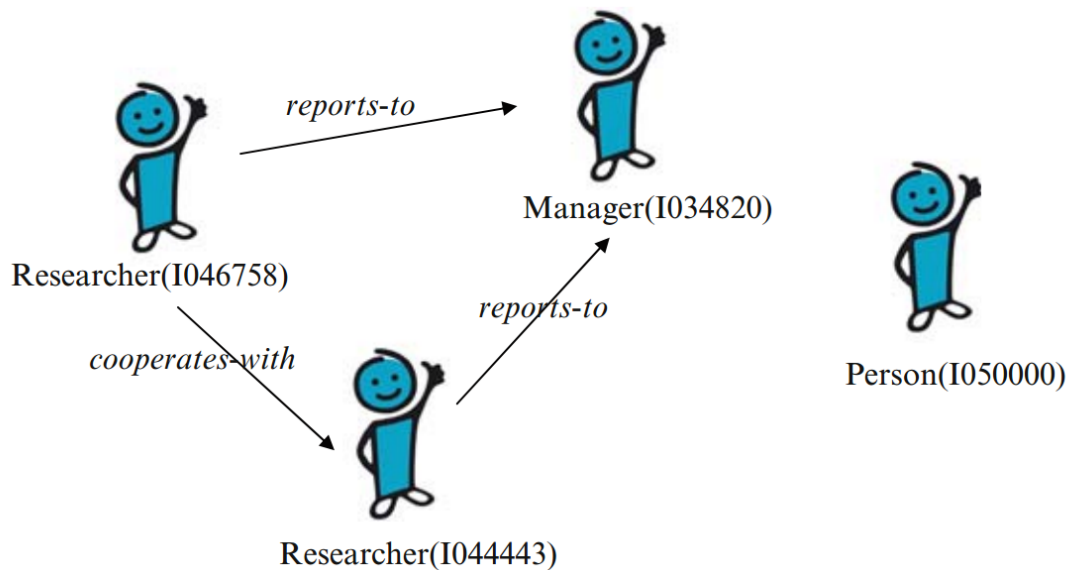 reports-to
Manager(I034820)
Researcher(I046758)
reports-to
cooperates-with
Person(I050000)
Researcher(I044443)